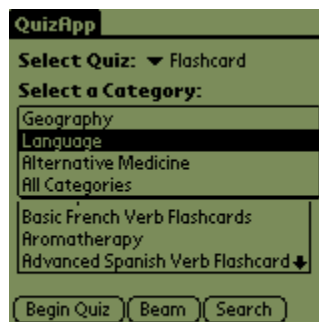 QuizApp
Select Quiz: Flashcard
Select a Category:
Geography
Language
Alternative Medicine
All Categories
Basic French Verb Flashcards
Aromatherapy
Advanced Spanish Verb Flashcard
Begin Quiz Beam Search